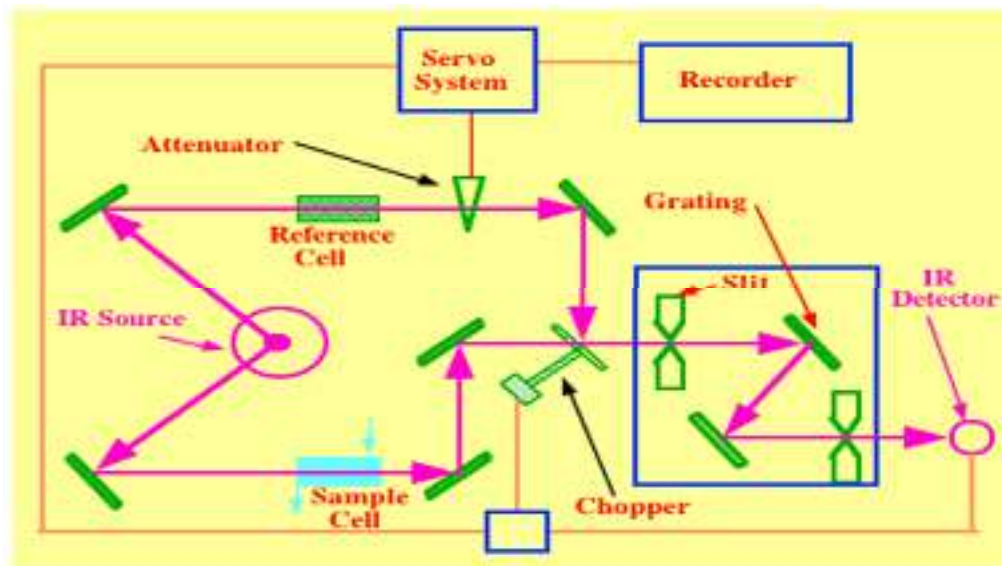 Servo
System
Recorder
Attenuator
Grating
Reference
Cell
Slit
IR
Detector
IR Source
Sample
Cell
Chopper